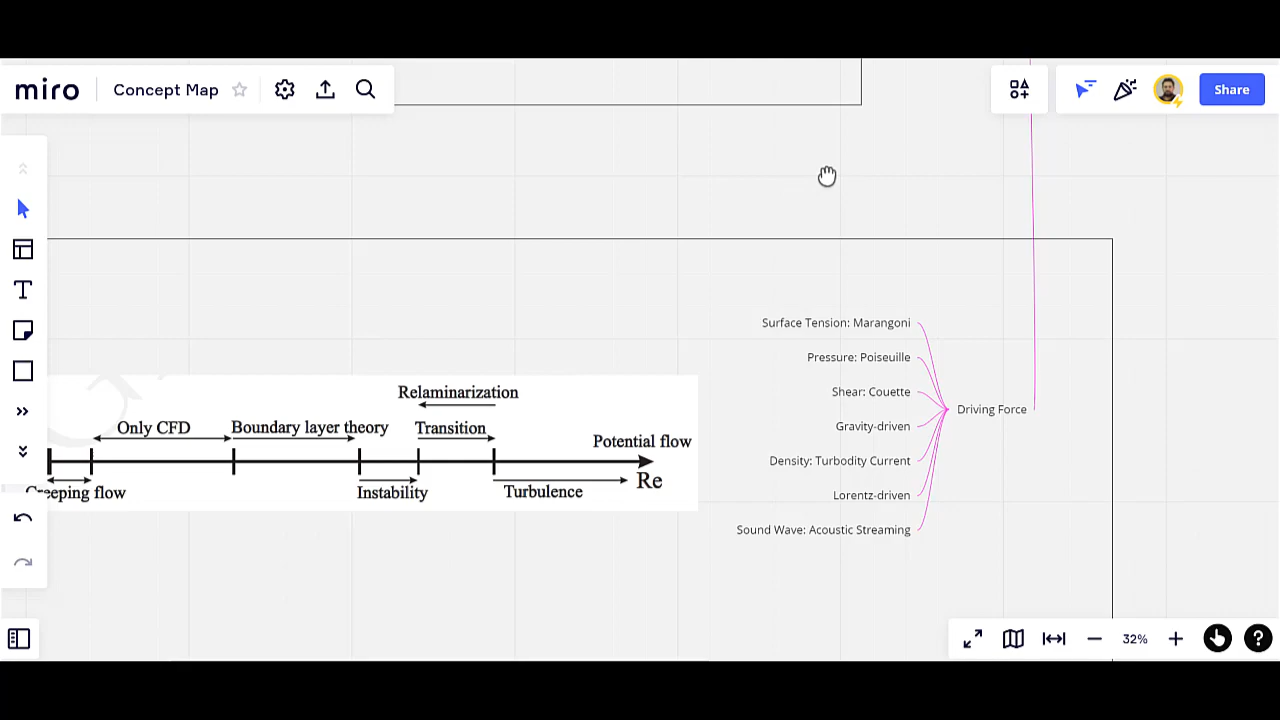 miro
Concept Map
Share
Surface Tension: Marangoni
Pressure: Poiseuille
Shear: Couette
Gravity-driven
Density: Turbodity Current
Lorentz-driven
Sound Wave: Acoustic Streaming
Driving Force
Relaminarization
Only CFD
Boundary layer theory
Transition
Potential flow
Creeping flow
Instability
Turbulence
Re
32%